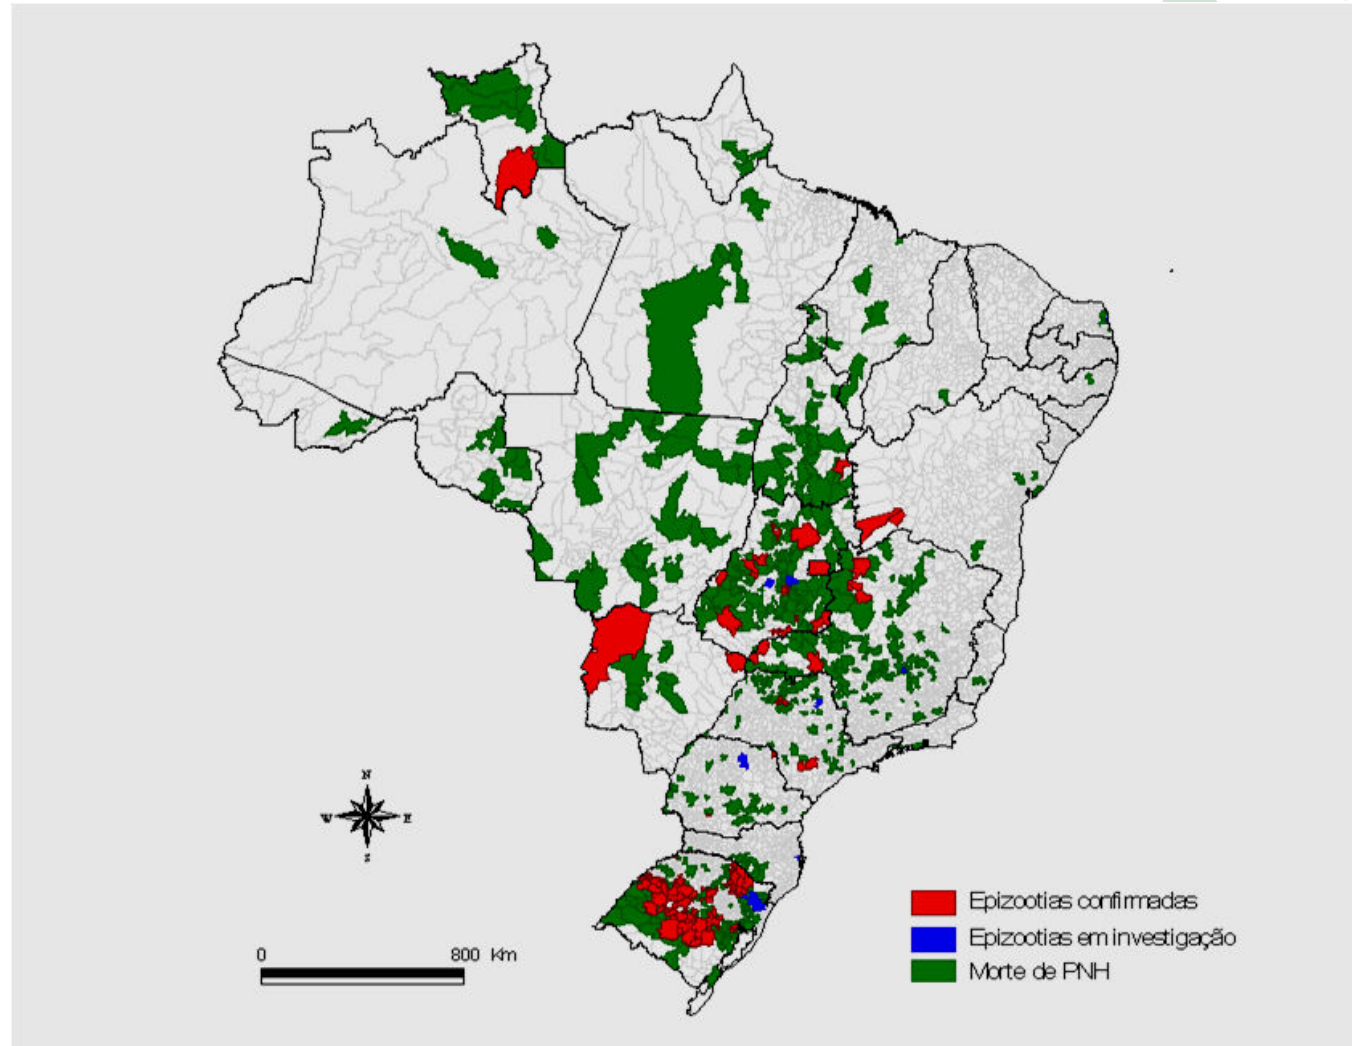 N
W E
S
0 800 Km
Epizootias confirmadas
Epizootias em investigação
Morte de PNH